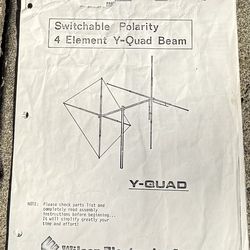 Switchable Polarity
4 Element Y-Quad Beam
Y-QUAD
NOTE: Please check parts list and
completely read assembly
instructions before beginning...
It will simplify greatly your
time and effort!